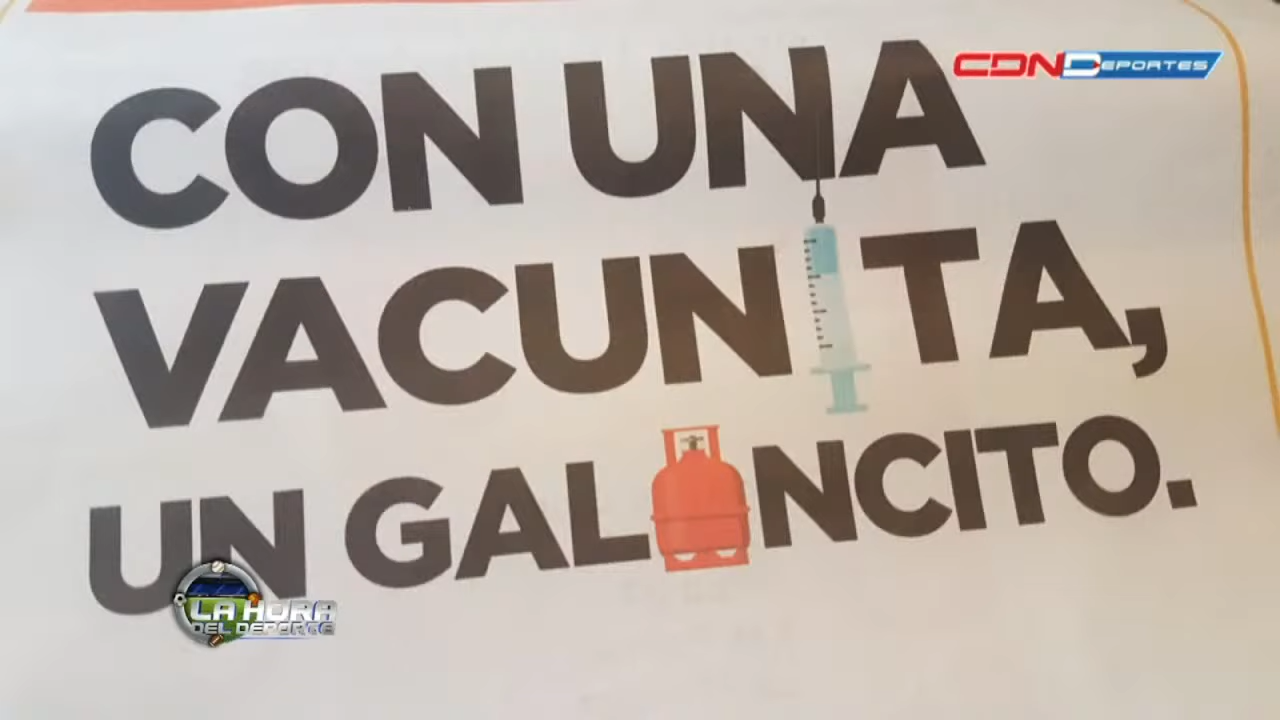 CON UNA
VACUNITA,
UN GALONCITO.
CDN DEPORTES
LA HORA
DEL DEPORTE